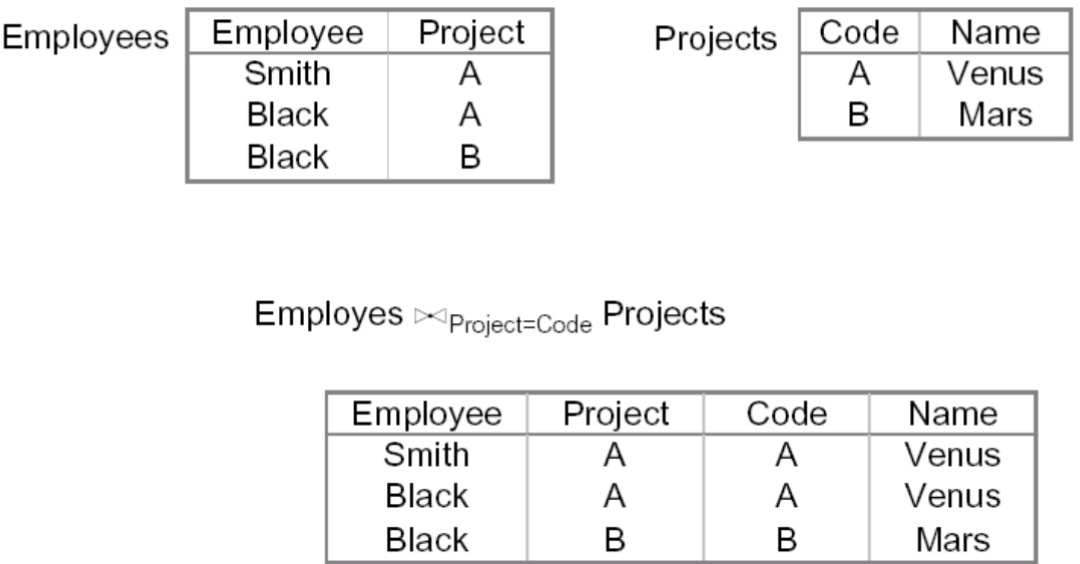 Employees
Employee Project
Smith A
Black A
Black B
Projects
Code Name
A Venus
B Mars
Employes ⋈ Project=Code Projects
Employee Project Code Name
Smith A A Venus
Black A A Venus
Black B B Mars